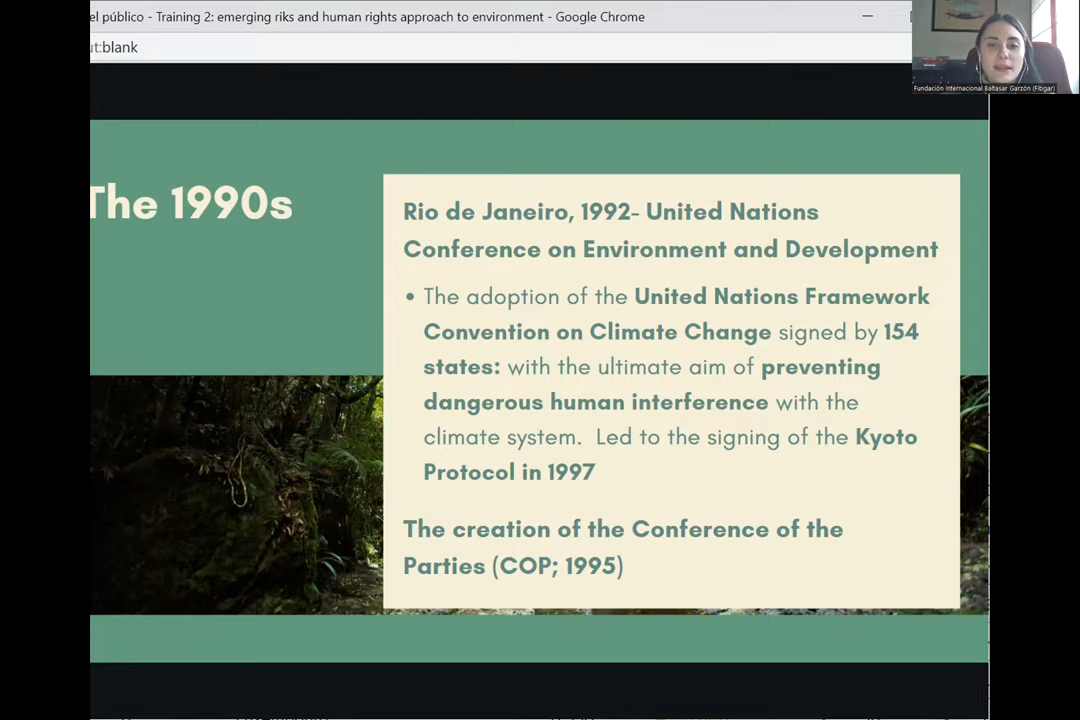 el público - Training 2: emerging riks and human rights approach to environment - Google Chrome
ut:blank
Fundación Internacional Baltasar Garzón (Fibgar)
The 1990s
Rio de Janeiro, 1992- United Nations
Conference on Environment and Development
• The adoption of the United Nations Framework
Convention on Climate Change signed by 154
states: with the ultimate aim of preventing
dangerous human interference with the
climate system. Led to the signing of the Kyoto
Protocol in 1997
The creation of the Conference of the
Parties (COP; 1995)